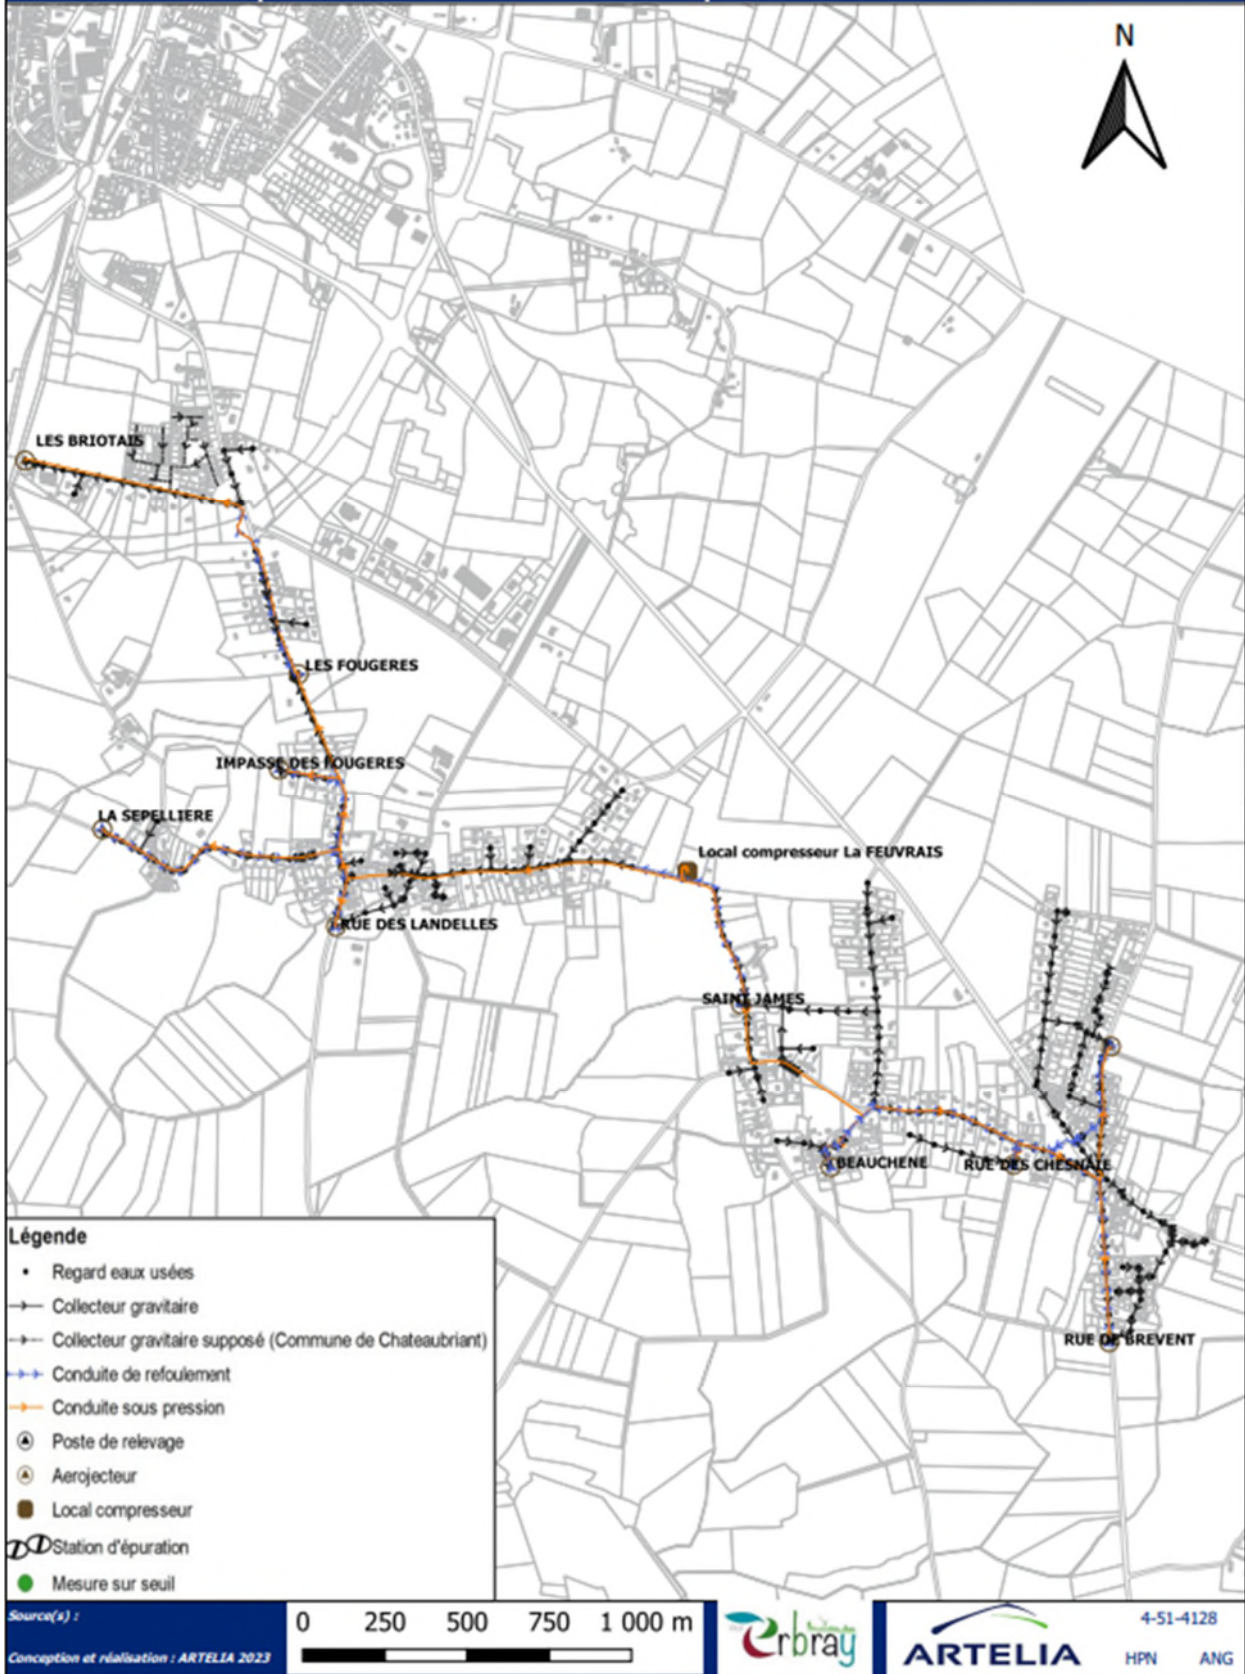 N
LES BRIOTAIS
LES FOUGERES
IMPASSE DES FOUGERES
LA SEPELLIERE
Local compresseur La FEUVRAIS
RUE DES LANDELLES
SAINT JAMES
BEAUCHENE
RUE DES CHESNAIE
RUE DE BREVENT
Légende
Regard eaux usées
Collecteur gravitaire
Collecteur gravitaire supposé (Commune de Chateaubriant)
Conduite de refoulement
Conduite sous pression
Poste de relevage
Aerojecteur
Local compresseur
Station d'épuration
Mesure sur seuil
Source(s) :
Conception et réalisation : ARTELIA 2023
0 250 500 750 1 000 m
Erbray
ARTELIA
4-51-4128
HPN ANG